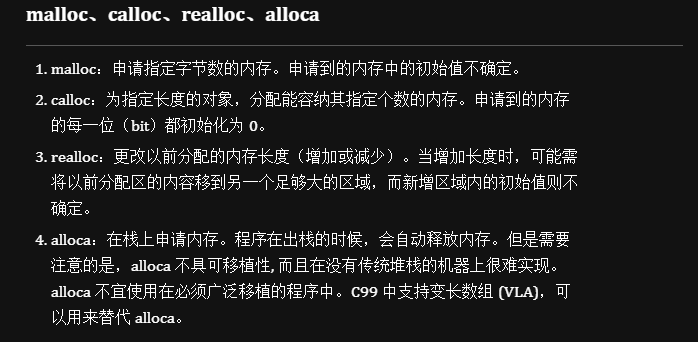 malloc、calloc、realloc、alloca
1. malloc：申请指定字节数的内存。申请到的内存中的初始值不确定。
2. calloc：为指定长度的对象，分配能容纳其指定个数的内存。申请到的内存
的每一位（bit）都初始化为 0。
3. realloc：更改以前分配的内存长度（增加或减少）。当增加长度时，可能需
将以前分配区的内容移到另一个足够大的区域，而新增区域内的初始值则不
确定。
4. alloca：在栈上申请内存。程序在出栈的时候，会自动释放内存。但是需要
注意的是，alloca 不具可移植性, 而且在没有传统堆栈的机器上很难实现。
alloca 不宜使用在必须广泛移植的程序中。C99 中支持变长数组 (VLA)，可
以用来替代 alloca。